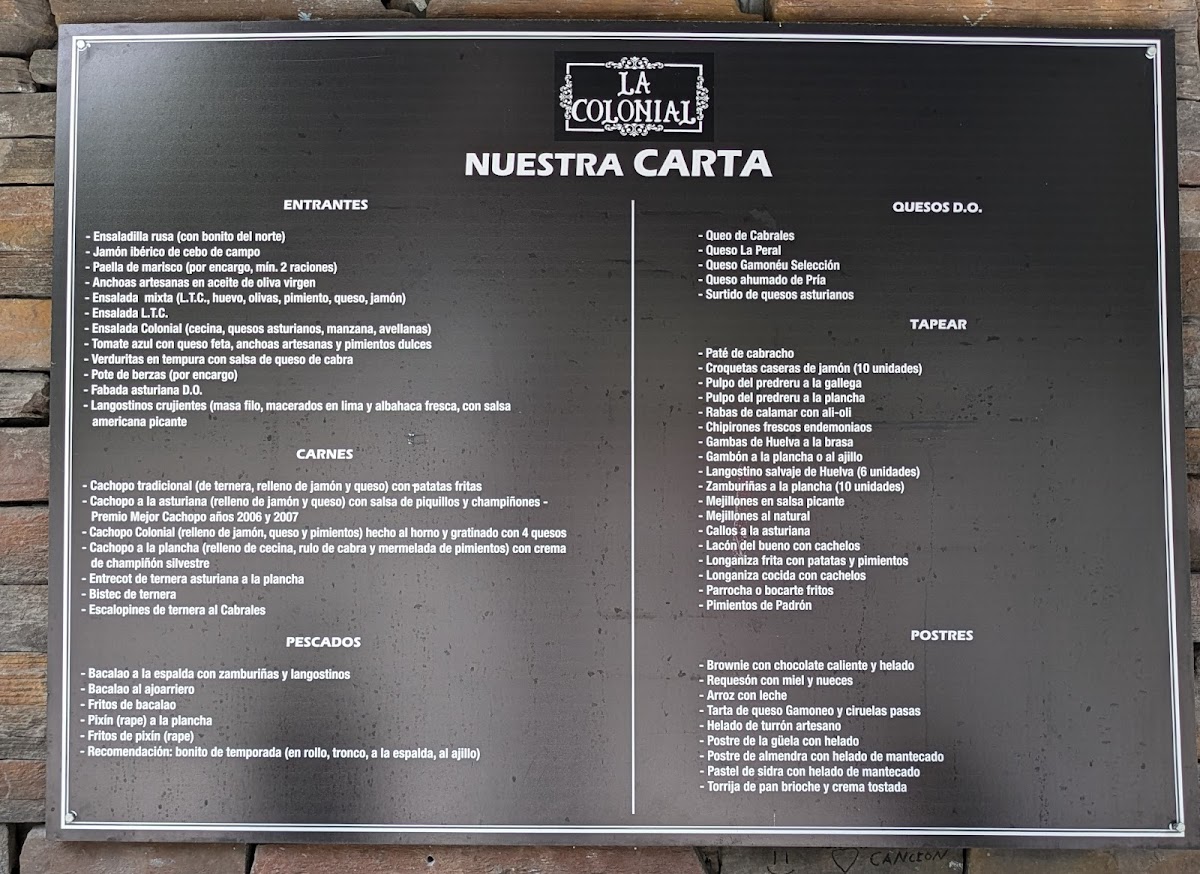 LA
COLONIAL
NUESTRA CARTA
ENTRANTES
- Ensaladilla rusa (con bonito del norte)
- Jamón ibérico de cebo de campo
- Paella de marisco (por encargo, mín. 2 raciones)
- Anchoas artesanas en aceite de oliva virgen
- Ensalada mixta (L.T.C., huevo, olivas, pimiento, queso, jamón)
- Ensalada L.T.C.
- Ensalada Colonial (cecina, quesos asturianos, manzana, avellanas)
- Tomate azul con queso feta, anchoas artesanas y pimientos dulces
- Verduritas en tempura con salsa de queso de cabra
- Pote de berzas (por encargo)
- Fabada asturiana D.O.
- Langostinos crujientes (masa filo, macerados en lima y albahaca fresca, con salsa
americana picante
CARNES
- Cachopo tradicional (de ternera, relleno de jamón y queso) con patatas fritas
- Cachopo a la asturiana (relleno de jamón y queso) con salsa de piquillos y champiñones -
Premio Mejor Cachopo años 2006 y 2007
- Cachopo Colonial (relleno de jamón, queso y pimientos) hecho al horno y gratinado con 4 quesos
- Cachopo a la plancha (relleno de cecina, rulo de cabra y mermelada de pimientos) con crema
de champiñón silvestre
- Entrecot de ternera asturiana a la plancha
- Bistec de ternera
- Escalopines de ternera al Cabrales
PESCADOS
- Bacalao a la espalda con zamburiñas y langostinos
- Bacalao al ajoarriero
- Fritos de bacalao
- Pixín (rape) a la plancha
- Fritos de pixín (rape)
- Recomendación: bonito de temporada (en rollo, tronco, a la espalda, al ajillo)
QUESOS D.O.
- Queo de Cabrales
- Queso La Peral
- Queso Gamonéu Selección
- Queso ahumado de Pría
- Surtido de quesos asturianos
TAPEAR
- Paté de cabracho
- Croquetas caseras de jamón (10 unidades)
- Pulpo del predreru a la gallega
- Pulpo del predreru a la plancha
- Rabas de calamar con ali-oli
- Chipirones frescos endemoniaos
- Gambas de Huelva a la brasa
- Gambón a la plancha o al ajillo
- Langostino salvaje de Huelva (6 unidades)
- Zamburiñas a la plancha (10 unidades)
- Mejillones en salsa picante
- Mejillones al natural
- Callos a la asturiana
- Lacón del bueno con cachelos
- Longaniza frita con patatas y pimientos
- Longaniza cocida con cachelos
- Parrocha o bocarte fritos
- Pimientos de Padrón
POSTRES
- Brownie con chocolate caliente y helado
- Requesón con miel y nueces
- Arroz con leche
- Tarta de queso Gamoneo y ciruelas pasas
- Helado de turrón artesano
- Postre de la güela con helado
- Postre de almendra con helado de mantecado
- Pastel de sidra con helado de mantecado
- Torrija de pan brioche y crema tostada